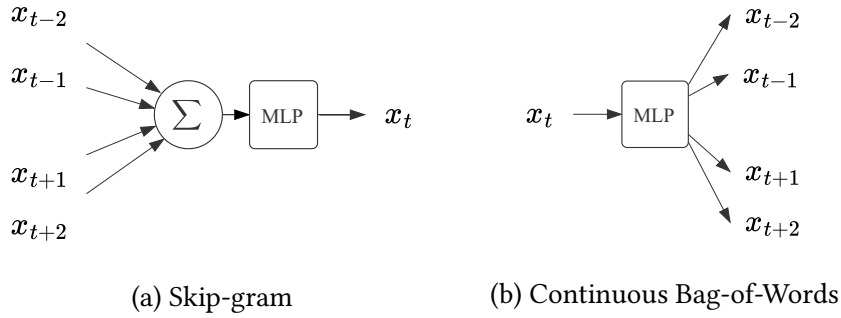 x_{t-2}
x_{t-1}
Σ
MLP
x_t
x_{t+1}
x_{t+2}
(a) Skip-gram
x_{t-2}
x_{t-1}
x_t
MLP
x_{t+1}
x_{t+2}
(b) Continuous Bag-of-Words